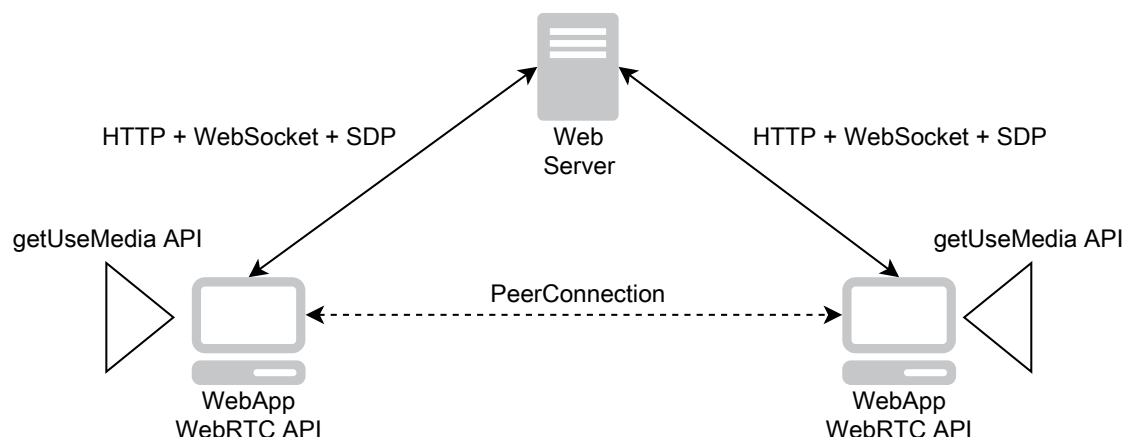 Web
Server
HTTP + WebSocket + SDP
HTTP + WebSocket + SDP
getUseMedia API
getUseMedia API
PeerConnection
WebApp
WebRTC API
WebApp
WebRTC API